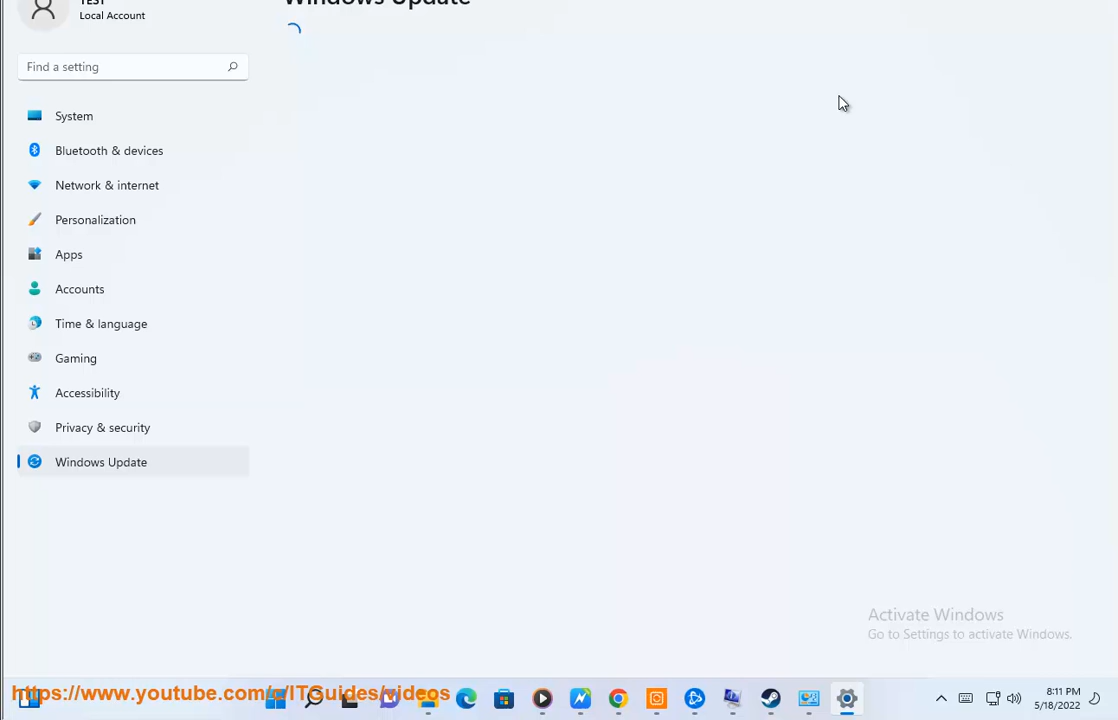 TEST
Windows Update
Local Account
Find a setting
System
Bluetooth & devices
Network & internet
Personalization
Apps
Accounts
Time & language
Gaming
Accessibility
Privacy & security
Windows Update
Activate Windows
Go to Settings to activate Windows.
https://www.youtube.com/c/ITGuides/videos
8:11 PM
5/18/2022